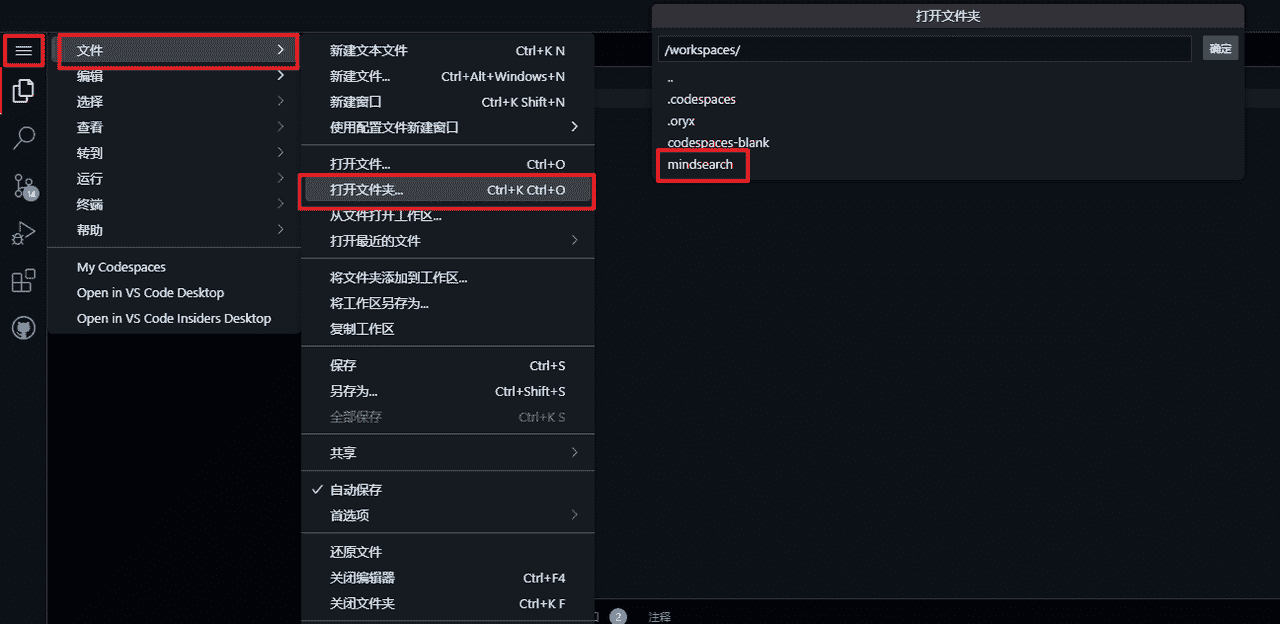 文件
编辑
选择
查看
转到
运行
终端
帮助
My Codespaces
Open in VS Code Desktop
Open in VS Code Insiders Desktop
14
新建文本文件 Ctrl+K N
新建文件... Ctrl+Alt+Windows+N
新建窗口 Ctrl+K Shift+N
使用配置文件新建窗口
打开文件... Ctrl+O
打开文件夹... Ctrl+K Ctrl+O
从文件打开工作区...
打开最近的文件
将文件夹添加到工作区...
将工作区另存为...
复制工作区
保存 Ctrl+S
另存为... Ctrl+Shift+S
全部保存 Ctrl+K S
共享
自动保存
首选项
还原文件
关闭编辑器 Ctrl+F4
关闭文件夹 Ctrl+K F
打开文件夹
/workspaces/ 确定
..
.codespaces
.oryx
codespaces-blank
mindsearch
2 注释